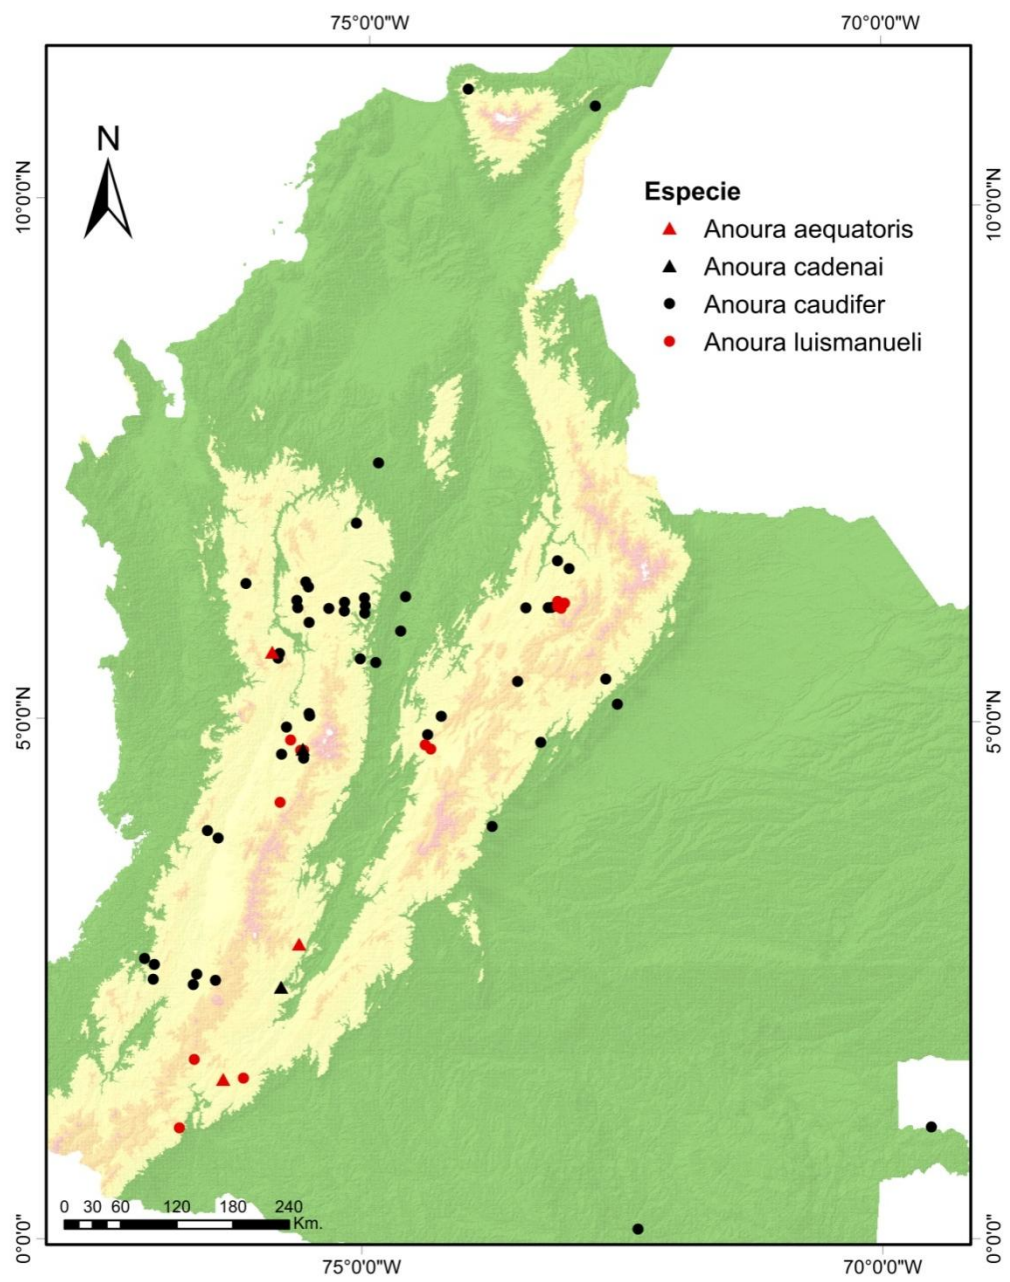 75°0'0"W 70°0'0"W
N
10°0'0"N
10°0'0"N
Especie
Anoura aequatoris
Anoura cadenai
Anoura caudifer
Anoura luismanueli
5°0'0"N
5°0'0"N
0 30 60 120 180 240
Km.
0°0'0"
0°0'0"
75°0'0"W 70°0'0"W